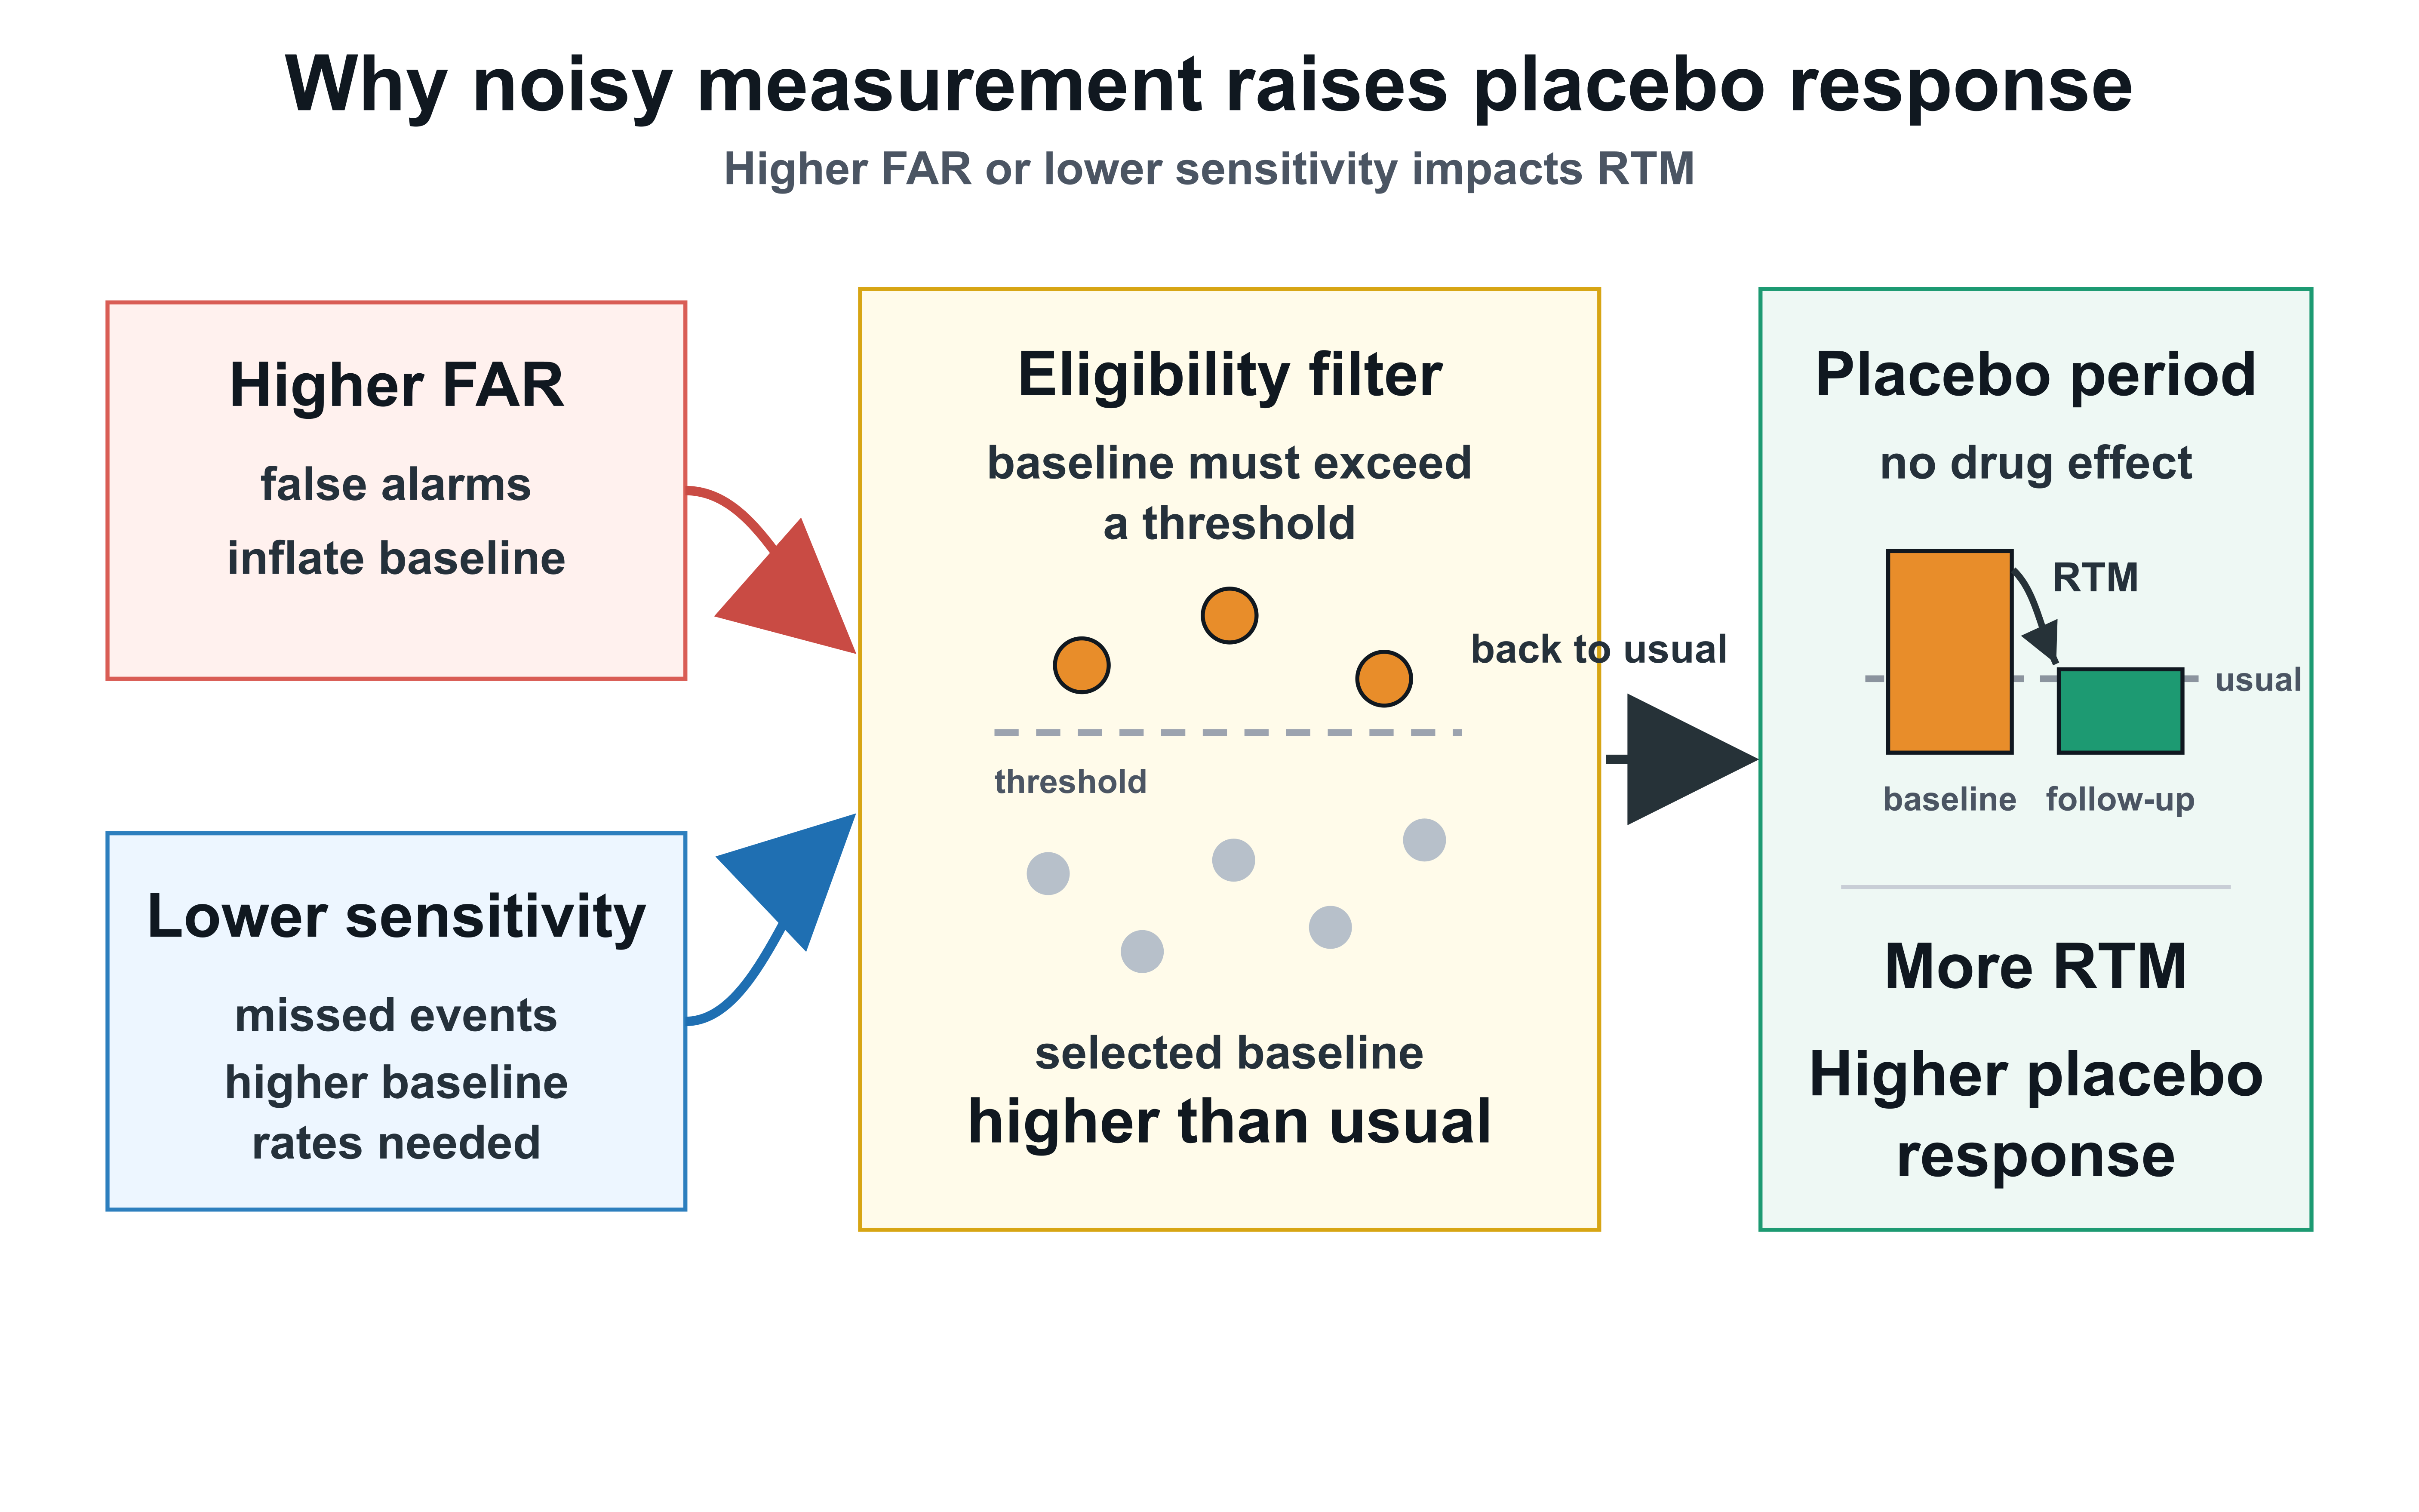 Why noisy measurement raises placebo response
Higher FAR or lower sensitivity impacts RTM
Higher FAR
false alarms
inflate baseline
Lower sensitivity
missed events
higher baseline
rates needed
Eligibility filter
baseline must exceed
a threshold
threshold
selected baseline
higher than usual
back to usual
Placebo period
no drug effect
RTM
usual
baseline
follow-up
More RTM
Higher placebo
response